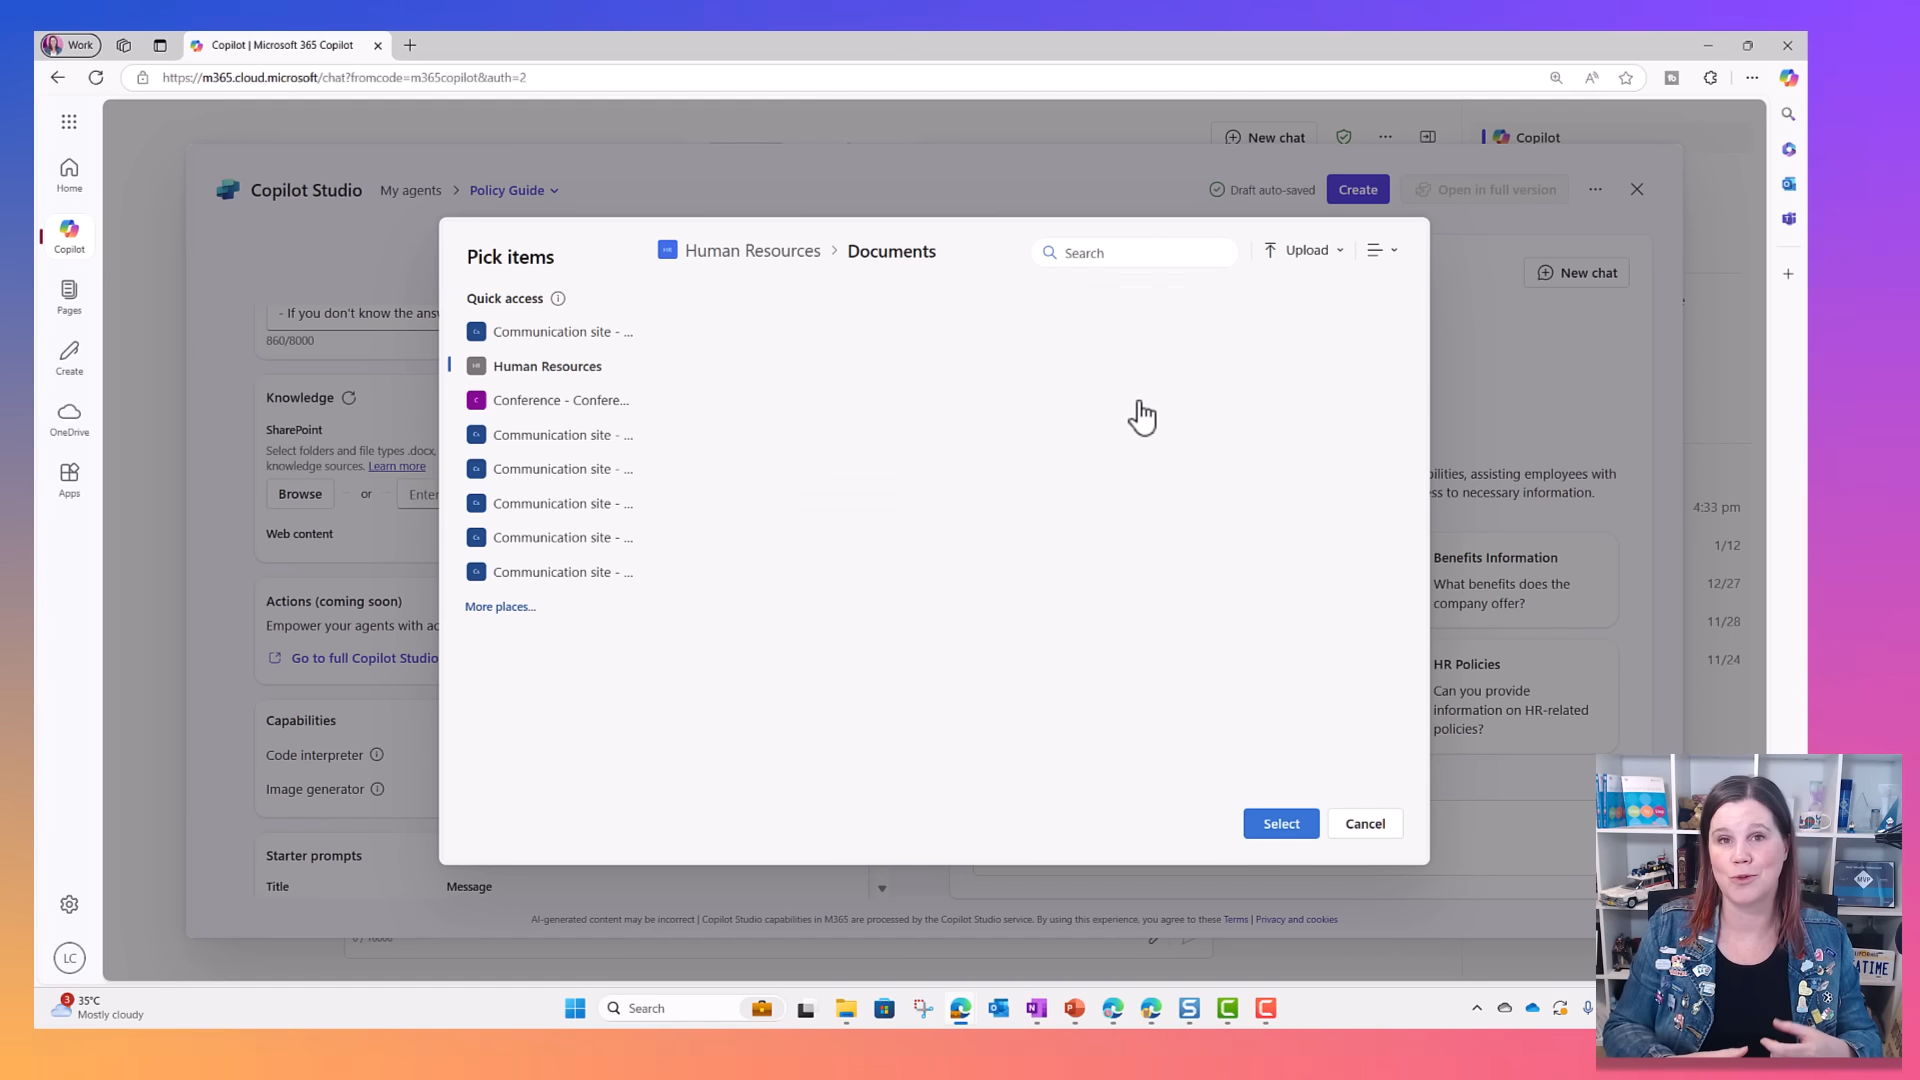 Work
Copilot | Microsoft 365 Copilot
https://m365.cloud.microsoft/chat?fromcode=m365copilot&auth=2
Home
Copilot
Pages
Create
OneDrive
Apps
LC
New chat
Copilot
Copilot Studio
My agents
Policy Guide
Draft auto-saved
Create
Open in full version
New chat
- If you don't know the ans
860/8000
Knowledge
SharePoint
Select folders and file types .docx,
knowledge sources. Learn more
Browse
or
Enter
Web content
Actions (coming soon)
Empower your agents with ac
Go to full Copilot Studio
Capabilities
Code interpreter
Image generator
Starter prompts
Title
Message
Pick items
Human Resources > Documents
Search
Upload
Quick access
Communication site - ...
Human Resources
Conference - Confere...
Communication site - ...
Communication site - ...
Communication site - ...
Communication site - ...
Communication site - ...
More places...
Select
Cancel
bilities, assisting employees with
ss to necessary information.
Benefits Information
What benefits does the
company offer?
HR Policies
Can you provide
information on HR-related
policies?
4:33 pm
1/12
12/27
11/28
11/24
AI-generated content may be incorrect | Copilot Studio capabilities in M365 are processed by the Copilot Studio service. By using this experience, you agree to these Terms | Privacy and cookies
3
35°C
Mostly cloudy
Search
MVP
ATIME